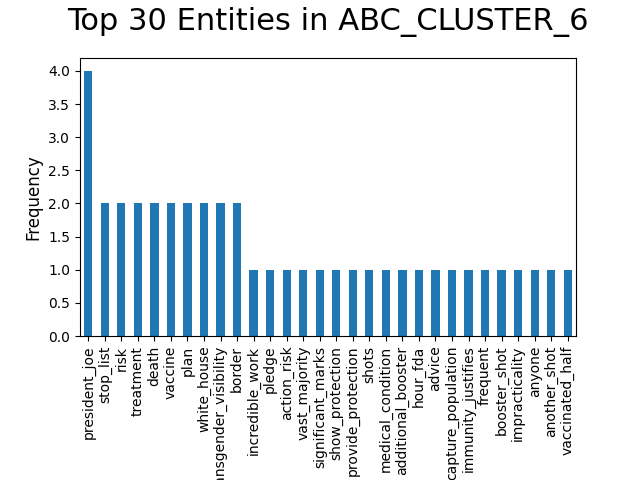 Top 30 Entities in ABC_CLUSTER_6
Frequency
4.0
3.5
3.0
2.5
2.0
1.5
1.0
0.5
0.0
president_joe
stop_list
risk
treatment
death
vaccine
plan
white_house
ansgender_visibility
border
incredible_work
pledge
action_risk
vast_majority
significant_marks
show_protection
provide_protection
shots
medical_condition
additional_booster
hour_fda
advice
capture_population
immunity_justifies
frequent
booster_shot
impracticality
anyone
another_shot
vaccinated_half